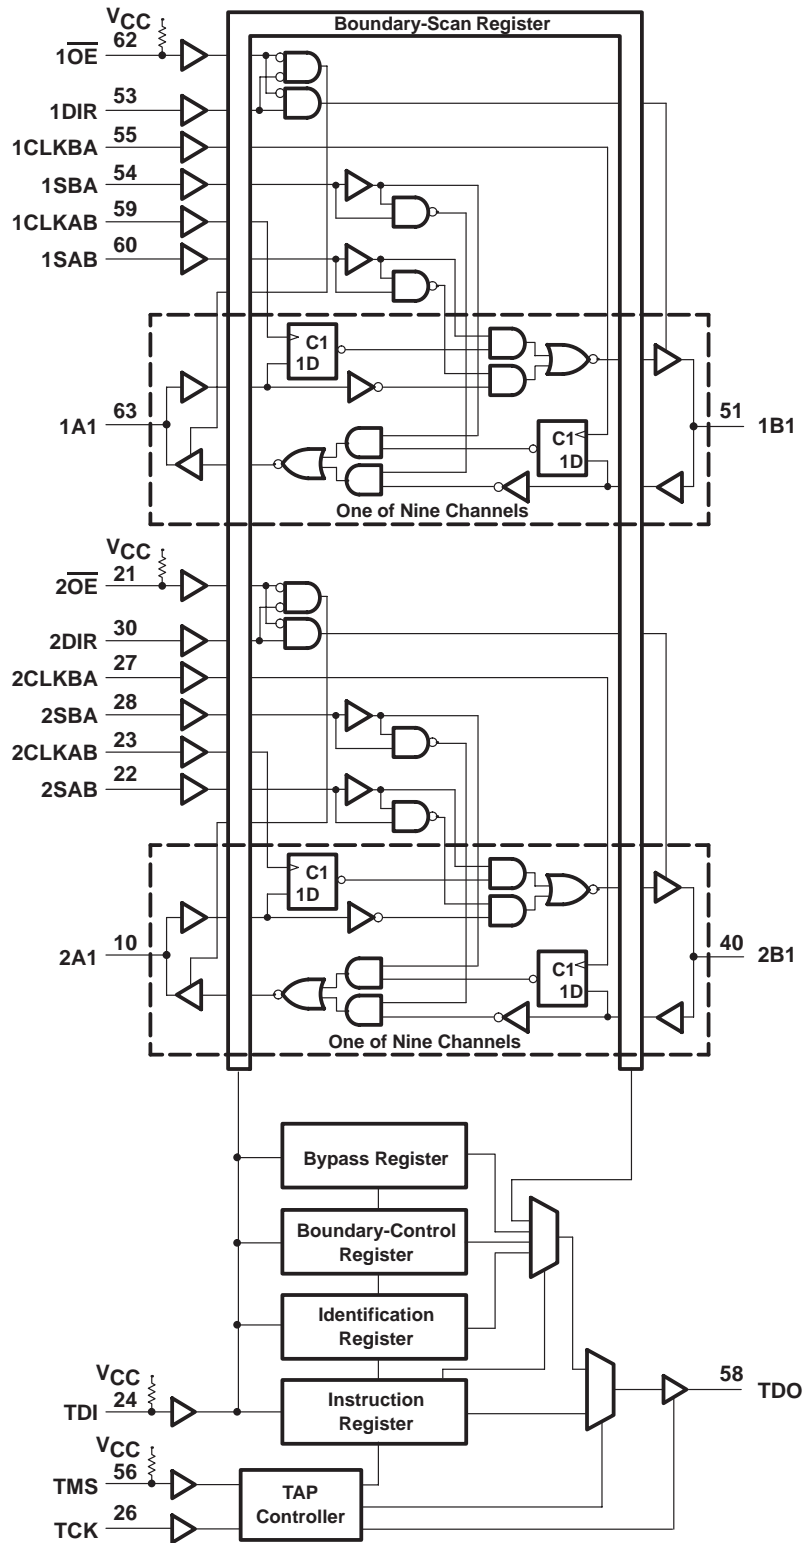 Boundary-Scan Register
VCC
62
1OE
53
1DIR
55
1CLKBA
54
1SBA
59
1CLKAB
60
1SAB
C1
1D
63
1A1
51
1B1
C1
1D
One of Nine Channels
VCC
21
2OE
30
2DIR
27
2CLKBA
28
2SBA
23
2CLKAB
22
2SAB
C1
1D
10
2A1
40
2B1
C1
1D
One of Nine Channels
Bypass Register
Boundary-Control
Register
Identification
Register
VCC
24
TDI
Instruction
Register
58
TDO
VCC
56
TMS
TAP
Controller
26
TCK